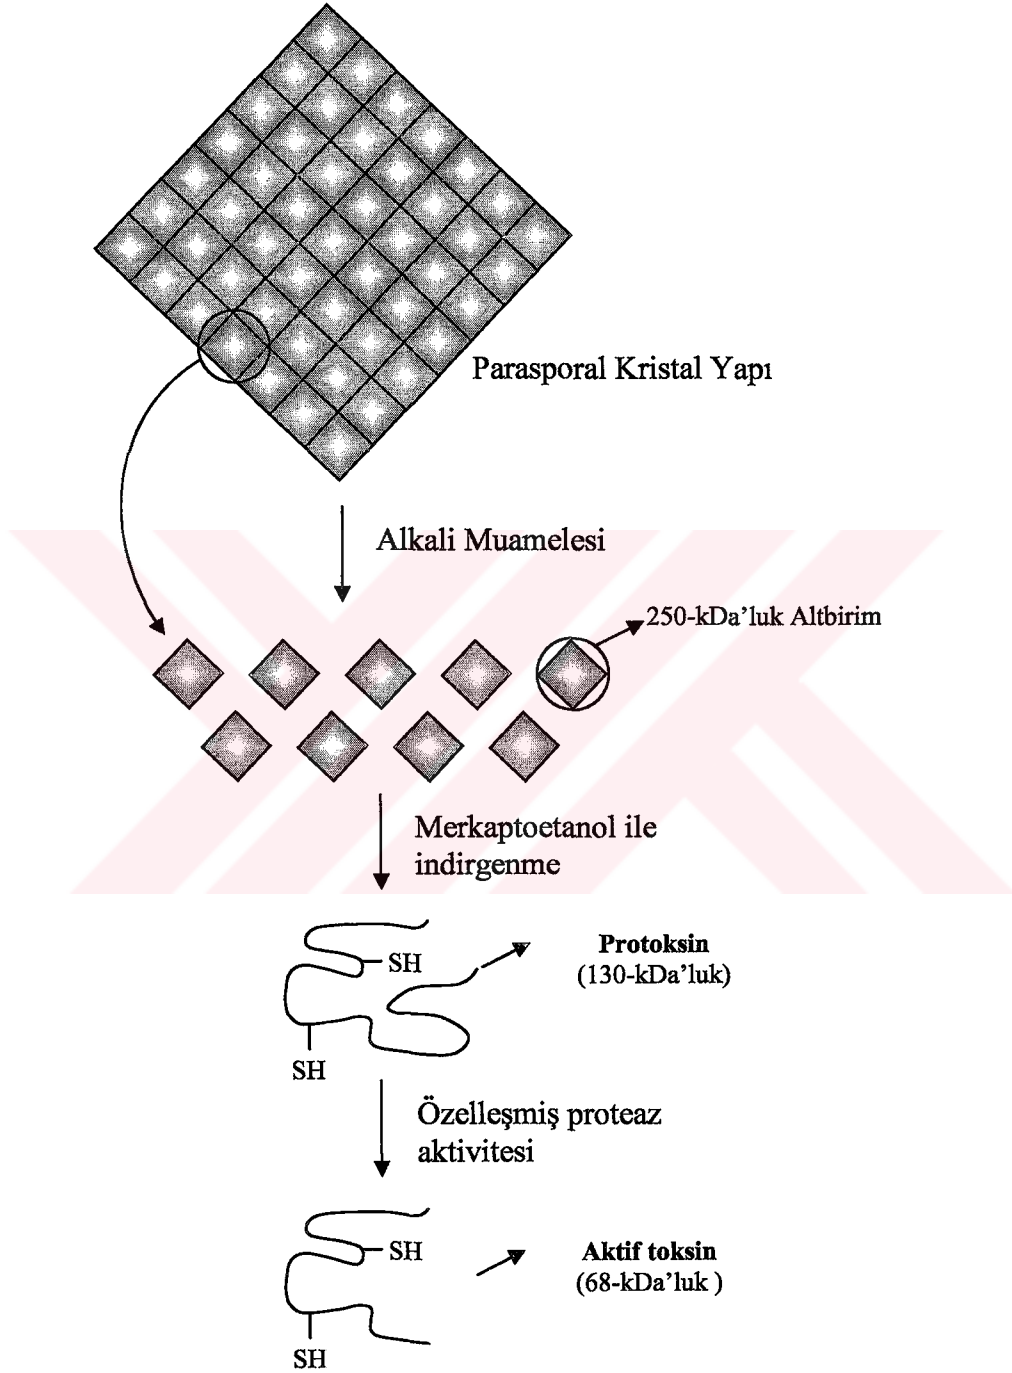 Parasporal Kristal Yapı
Alkali Muamelesi
250-kDa'luk Altbirim
Merkaptoetanol ile
indirgenme
SH
Protoksin
(130-kDa'luk)
SH
Özelleşmiş proteaz
aktivitesi
SH
Aktif toksin
(68-kDa'luk )
SH